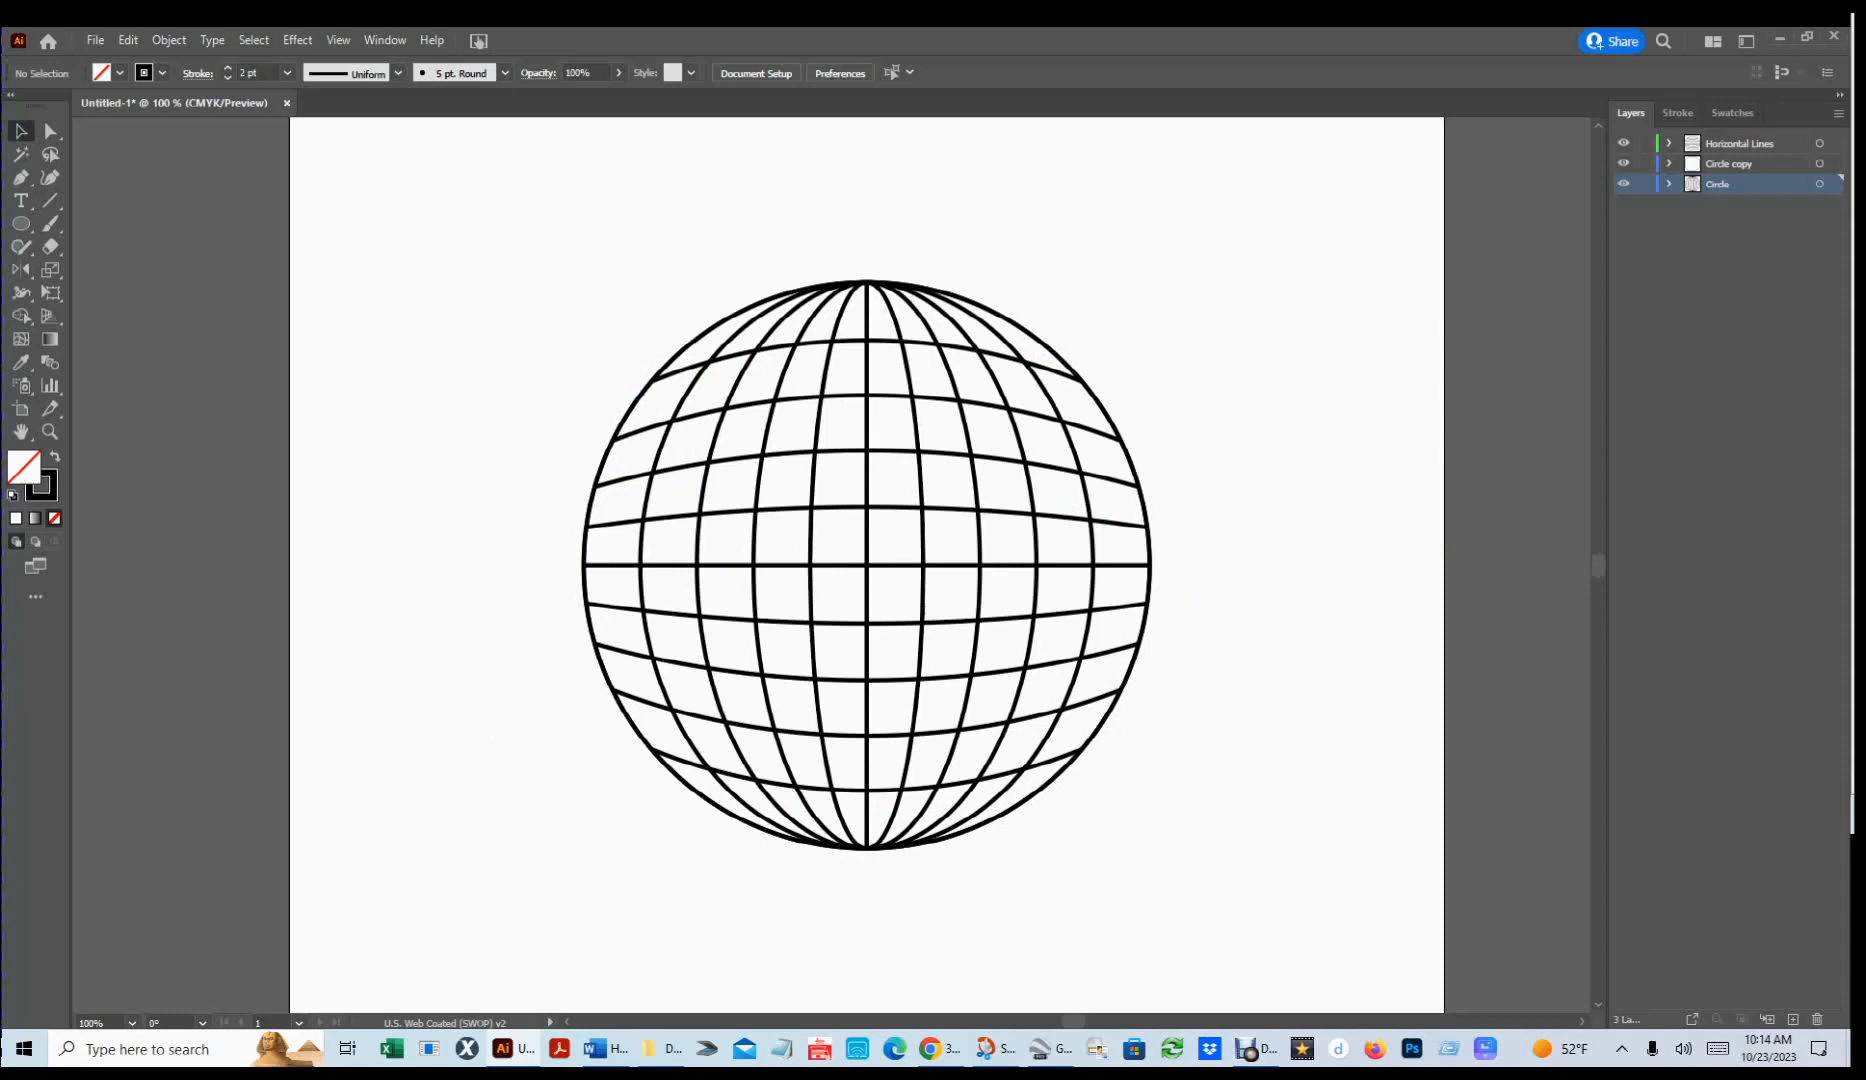 Ai File Edit Object Type Select Effect View Window Help Share
No Selection Stroke: 2 pt Uniform 5 pt. Round Opacity: 100% Style: Document Setup Preferences
Untitled-1* @ 100 % (CMYK/Preview) ×
Layers Stroke Swatches
Horizontal Lines
Circle copy
Circle
100% 0° 1 U.S. Web Coated (SWOP) v2 3 La...
Type here to search U... H... D... 3... S... G... D... 52°F 10:14 AM
10/23/2023